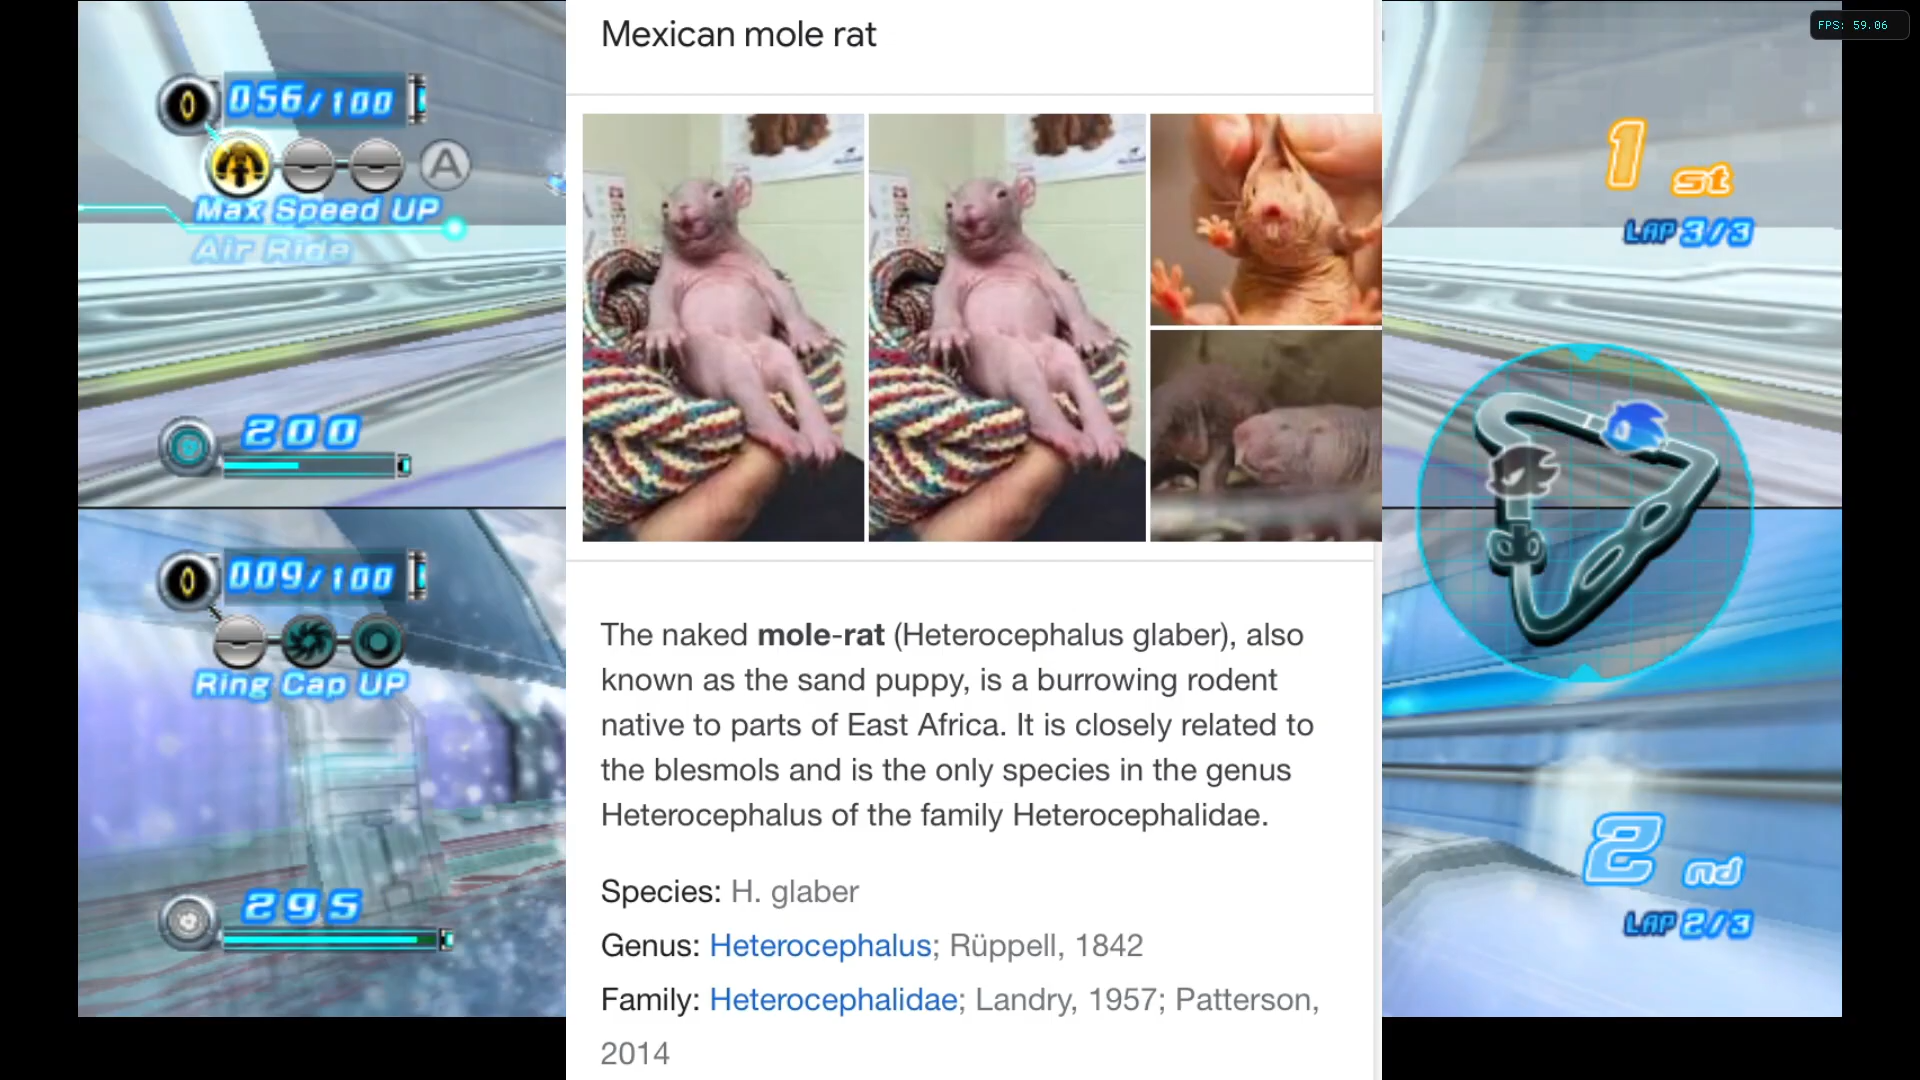 FPS: 59.06
056/100
A
Max Speed UP
Air Ride
200
009/100
Ring Cap UP
295
Mexican mole rat
The naked mole-rat (Heterocephalus glaber), also
known as the sand puppy, is a burrowing rodent
native to parts of East Africa. It is closely related to
the blesmols and is the only species in the genus
Heterocephalus of the family Heterocephalidae.
Species: H. glaber
Genus: Heterocephalus; Rüppell, 1842
Family: Heterocephalidae; Landry, 1957; Patterson,
2014
1st
LAP 3/3
2nd
LAP 2/3